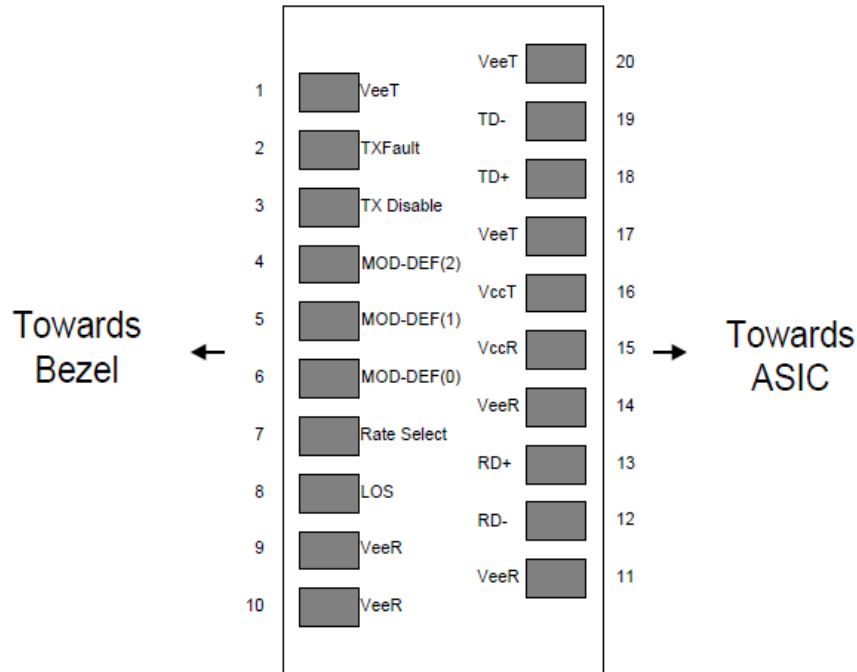 1 VeeT
2 TXFault
3 TX Disable
4 MOD-DEF(2)
5 MOD-DEF(1)
6 MOD-DEF(0)
7 Rate Select
8 LOS
9 VeeR
10 VeeR
VeeT 20
TD- 19
TD+ 18
VeeT 17
VccT 16
VccR 15
VeeR 14
RD+ 13
RD- 12
VeeR 11
Towards
Bezel
Towards
ASIC